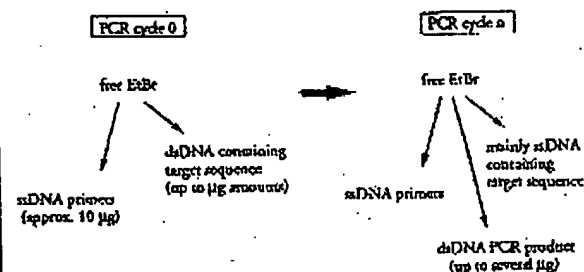 PCR cycle 0
free EtBr
dsDNA containing
target sequence
(up to µg amounts)
ssDNA primers
(approx. 10 µg)
PCR cycle n
free EtBr
mainly ssDNA
containing
target sequence
ssDNA primers
dsDNA PCR product
(up to several µg)